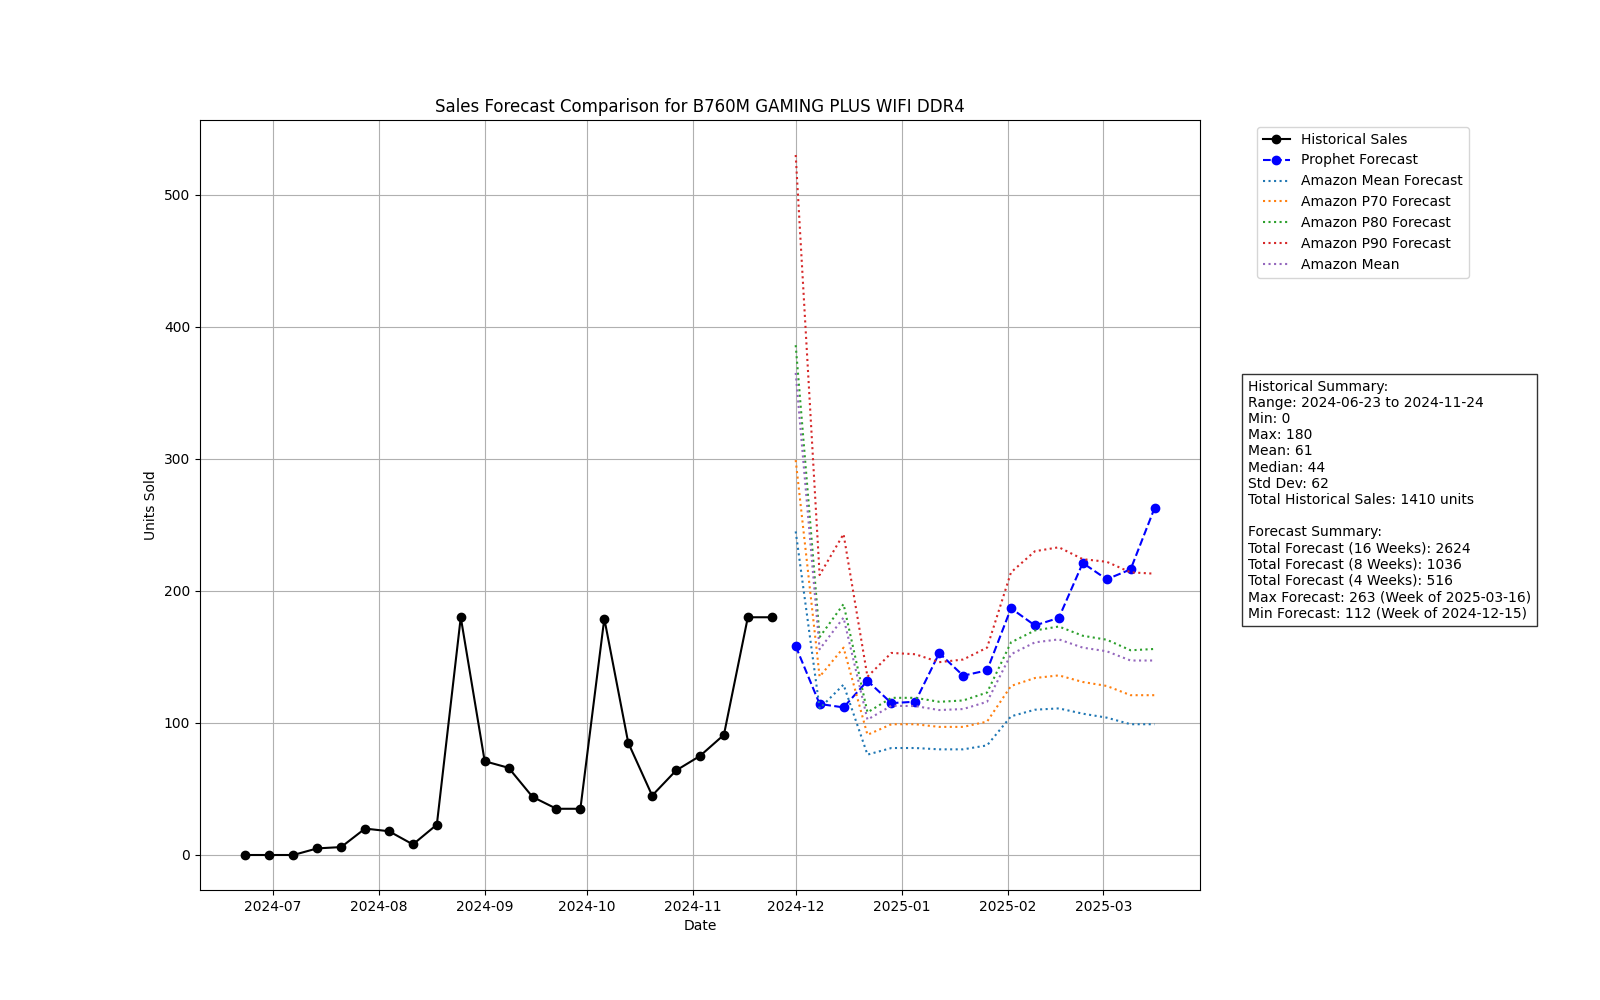 Sales Forecast Comparison for B760M GAMING PLUS WIFI DDR4
Historical Sales
Prophet Forecast
Amazon Mean Forecast
Amazon P70 Forecast
Amazon P80 Forecast
Amazon P90 Forecast
Amazon Mean
500
400
300
200
100
0
Units Sold
2024-07
2024-08
2024-09
2024-10
2024-11
2024-12
2025-01
2025-02
2025-03
Date
Historical Summary:
Range: 2024-06-23 to 2024-11-24
Min: 0
Max: 180
Mean: 61
Median: 44
Std Dev: 62
Total Historical Sales: 1410 units
Forecast Summary:
Total Forecast (16 Weeks): 2624
Total Forecast (8 Weeks): 1036
Total Forecast (4 Weeks): 516
Max Forecast: 263 (Week of 2025-03-16)
Min Forecast: 112 (Week of 2024-12-15)